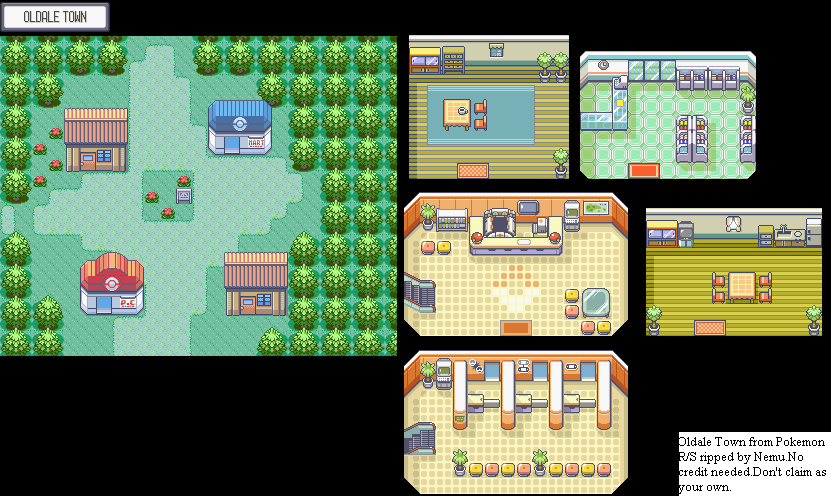 OLDALE TOWN
MART
P.C
Oldale Town from Pokemon
R/S ripped by Nemu.No
credit needed.Don't claim as
your own.